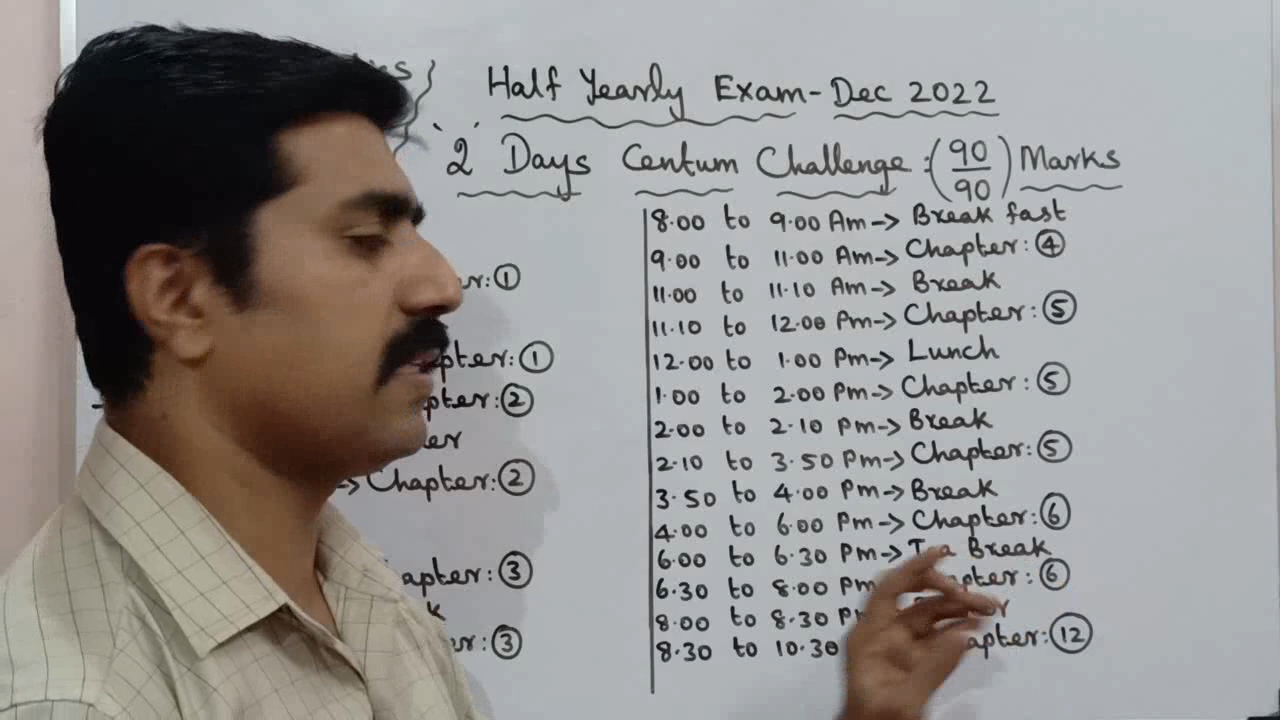 Half Yearly Exam-Dec 2022
'2' Days Centum Challenge:(90/90) Marks
①
Chapter:①
Chapter:②
Chapter:②
Chapter:③
③
8.00 to 9.00 Am-> Break fast
9.00 to 11.00 Am-> Chapter:④
11.00 to 11.10 Am-> Break
11.10 to 12.00 Pm-> Chapter:⑤
12.00 to 1.00 Pm-> Lunch
1.00 to 2.00 Pm-> Chapter:⑤
2.00 to 2.10 Pm-> Break
2.10 to 3.50 Pm-> Chapter:⑤
3.50 to 4.00 Pm-> Break
4.00 to 6.00 Pm-> Chapter:⑥
6.00 to 6.30 Pm-> Tea Break
6.30 to 8.00 Pm Chapter:⑥
8.00 to 8.30 Pm
8.30 to 10.30 Chapter:⑫